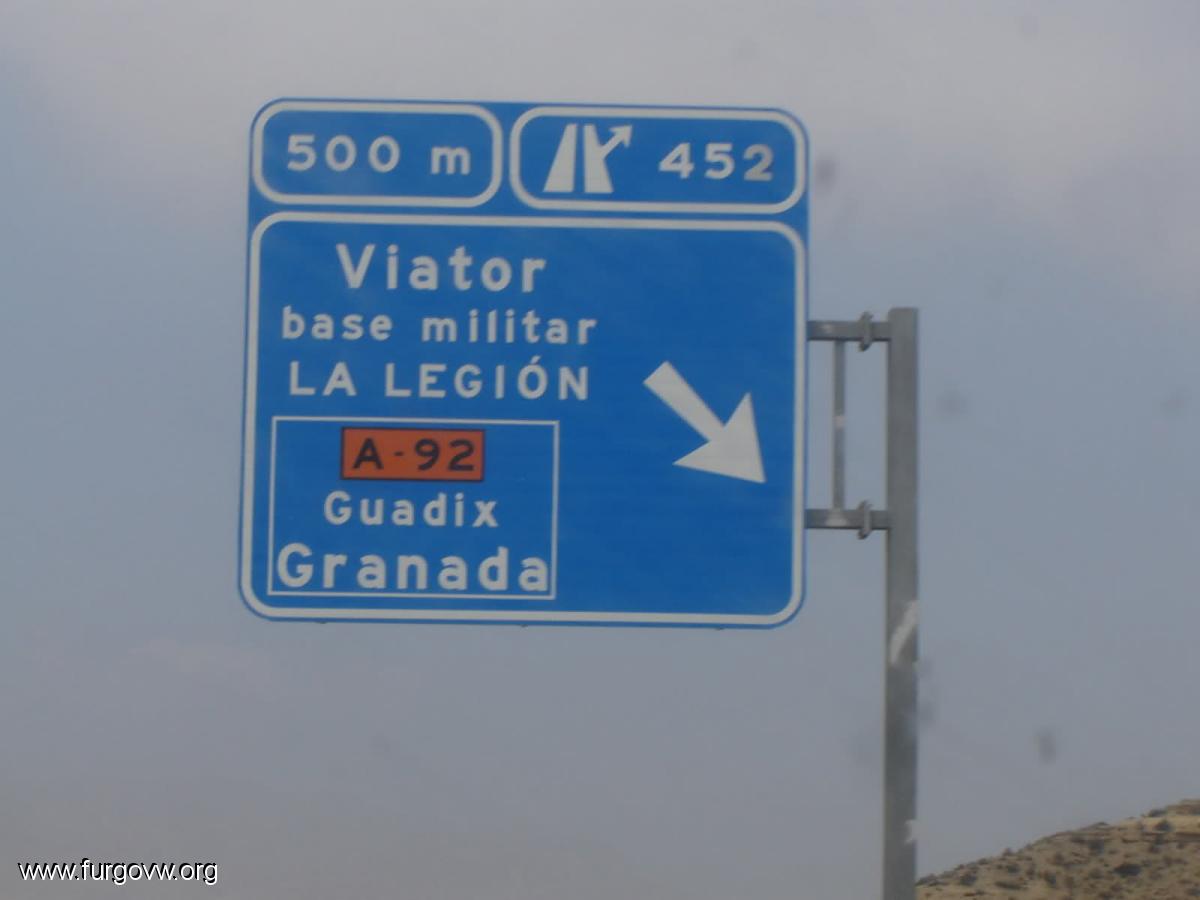 500 m 452
Viator
base militar
LA LEGIÓN
A-92
Guadix
Granada
www.furgovw.org